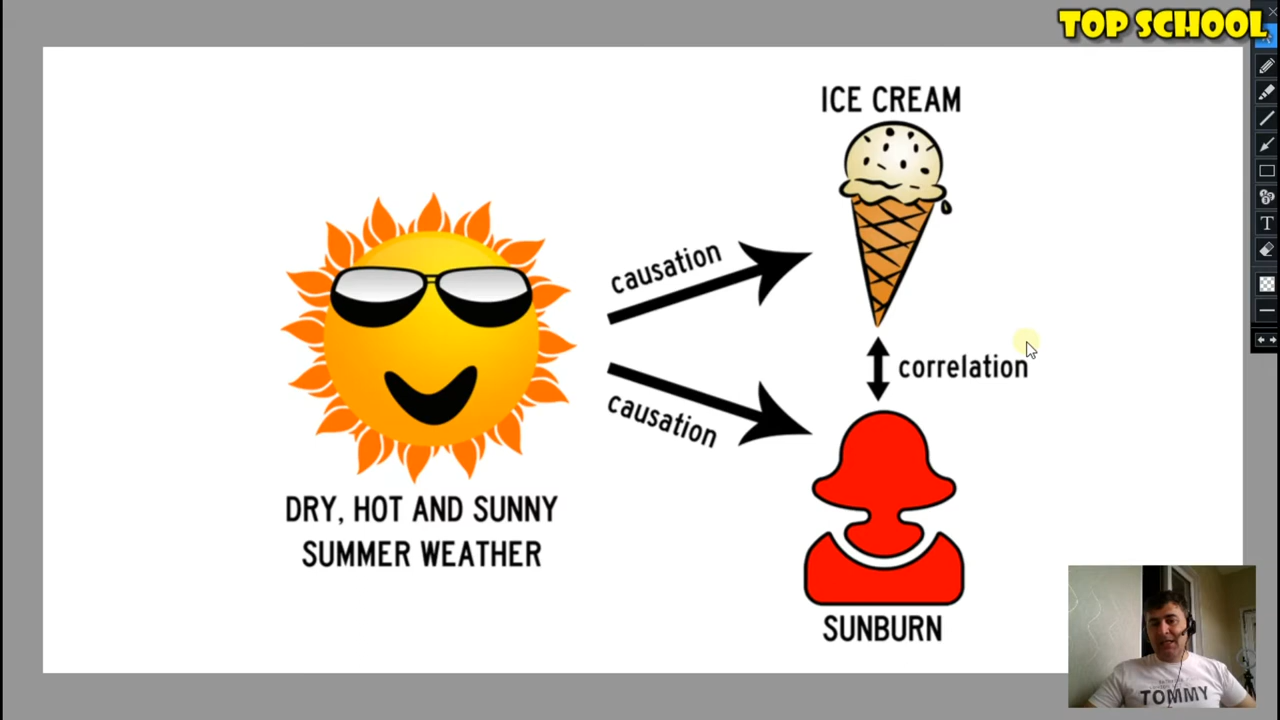 TOP SCHOOL
ICE CREAM
causation
correlation
causation
DRY, HOT AND SUNNY
SUMMER WEATHER
SUNBURN
TOMMY